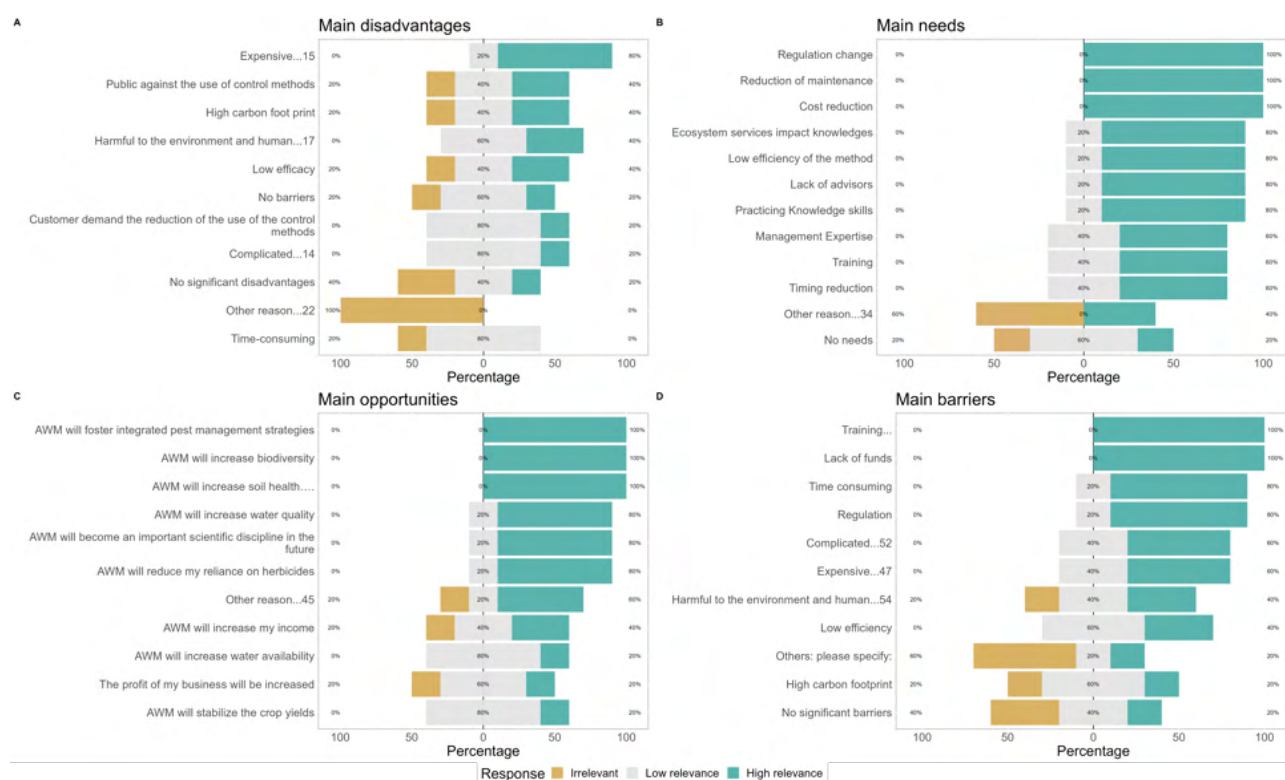 A
Main disadvantages
Expensive...15 0% 20% 80%
Public against the use of control methods 20% 40% 40%
High carbon foot print 20% 40% 40%
Harmful to the environment and human...17 0% 60% 40%
Low efficacy 20% 40% 40%
No barriers 20% 60% 20%
Customer demand the reduction of the use of the control
methods 0% 80% 20%
Complicated...14 0% 80% 20%
No significant disadvantages 40% 40% 20%
Other reason...22 100% 0% 0%
Time-consuming 20% 80% 0%
100 50 0 50 100
Percentage
B
Main needs
Regulation change 0% 0% 100%
Reduction of maintenance 0% 0% 100%
Cost reduction 0% 0% 100%
Ecosystem services impact knowledges 0% 20% 80%
Low efficiency of the method 0% 20% 80%
Lack of advisors 0% 20% 80%
Practicing Knowledge skills 0% 20% 80%
Management Expertise 0% 40% 60%
Training 0% 40% 60%
Timing reduction 0% 40% 60%
Other reason...34 60% 0% 40%
No needs 20% 60% 20%
100 50 0 50 100
Percentage
C
Main opportunities
AWM will foster integrated pest management strategies 0% 0% 100%
AWM will increase biodiversity 0% 0% 100%
AWM will increase soil health.... 0% 0% 100%
AWM will increase water quality 0% 20% 80%
AWM will become an important scientific discipline in the
future 0% 20% 80%
AWM will reduce my reliance on herbicides 0% 20% 80%
Other reason...45 20% 20% 60%
AWM will increase my income 20% 40% 40%
AWM will increase water availability 0% 80% 20%
The profit of my business will be increased 20% 60% 20%
AWM will stabilize the crop yields 0% 80% 20%
100 50 0 50 100
Percentage
D
Main barriers
Training... 0% 0% 100%
Lack of funds 0% 0% 100%
Time consuming 0% 20% 80%
Regulation 0% 20% 80%
Complicated...52 0% 40% 60%
Expensive...47 0% 40% 60%
Harmful to the environment and human...54 20% 40% 40%
Low efficiency 0% 60% 40%
Others: please specify: 60% 20% 20%
High carbon footprint 20% 60% 20%
No significant barriers 40% 40% 20%
100 50 0 50 100
Percentage
Response Irrelevant Low relevance High relevance